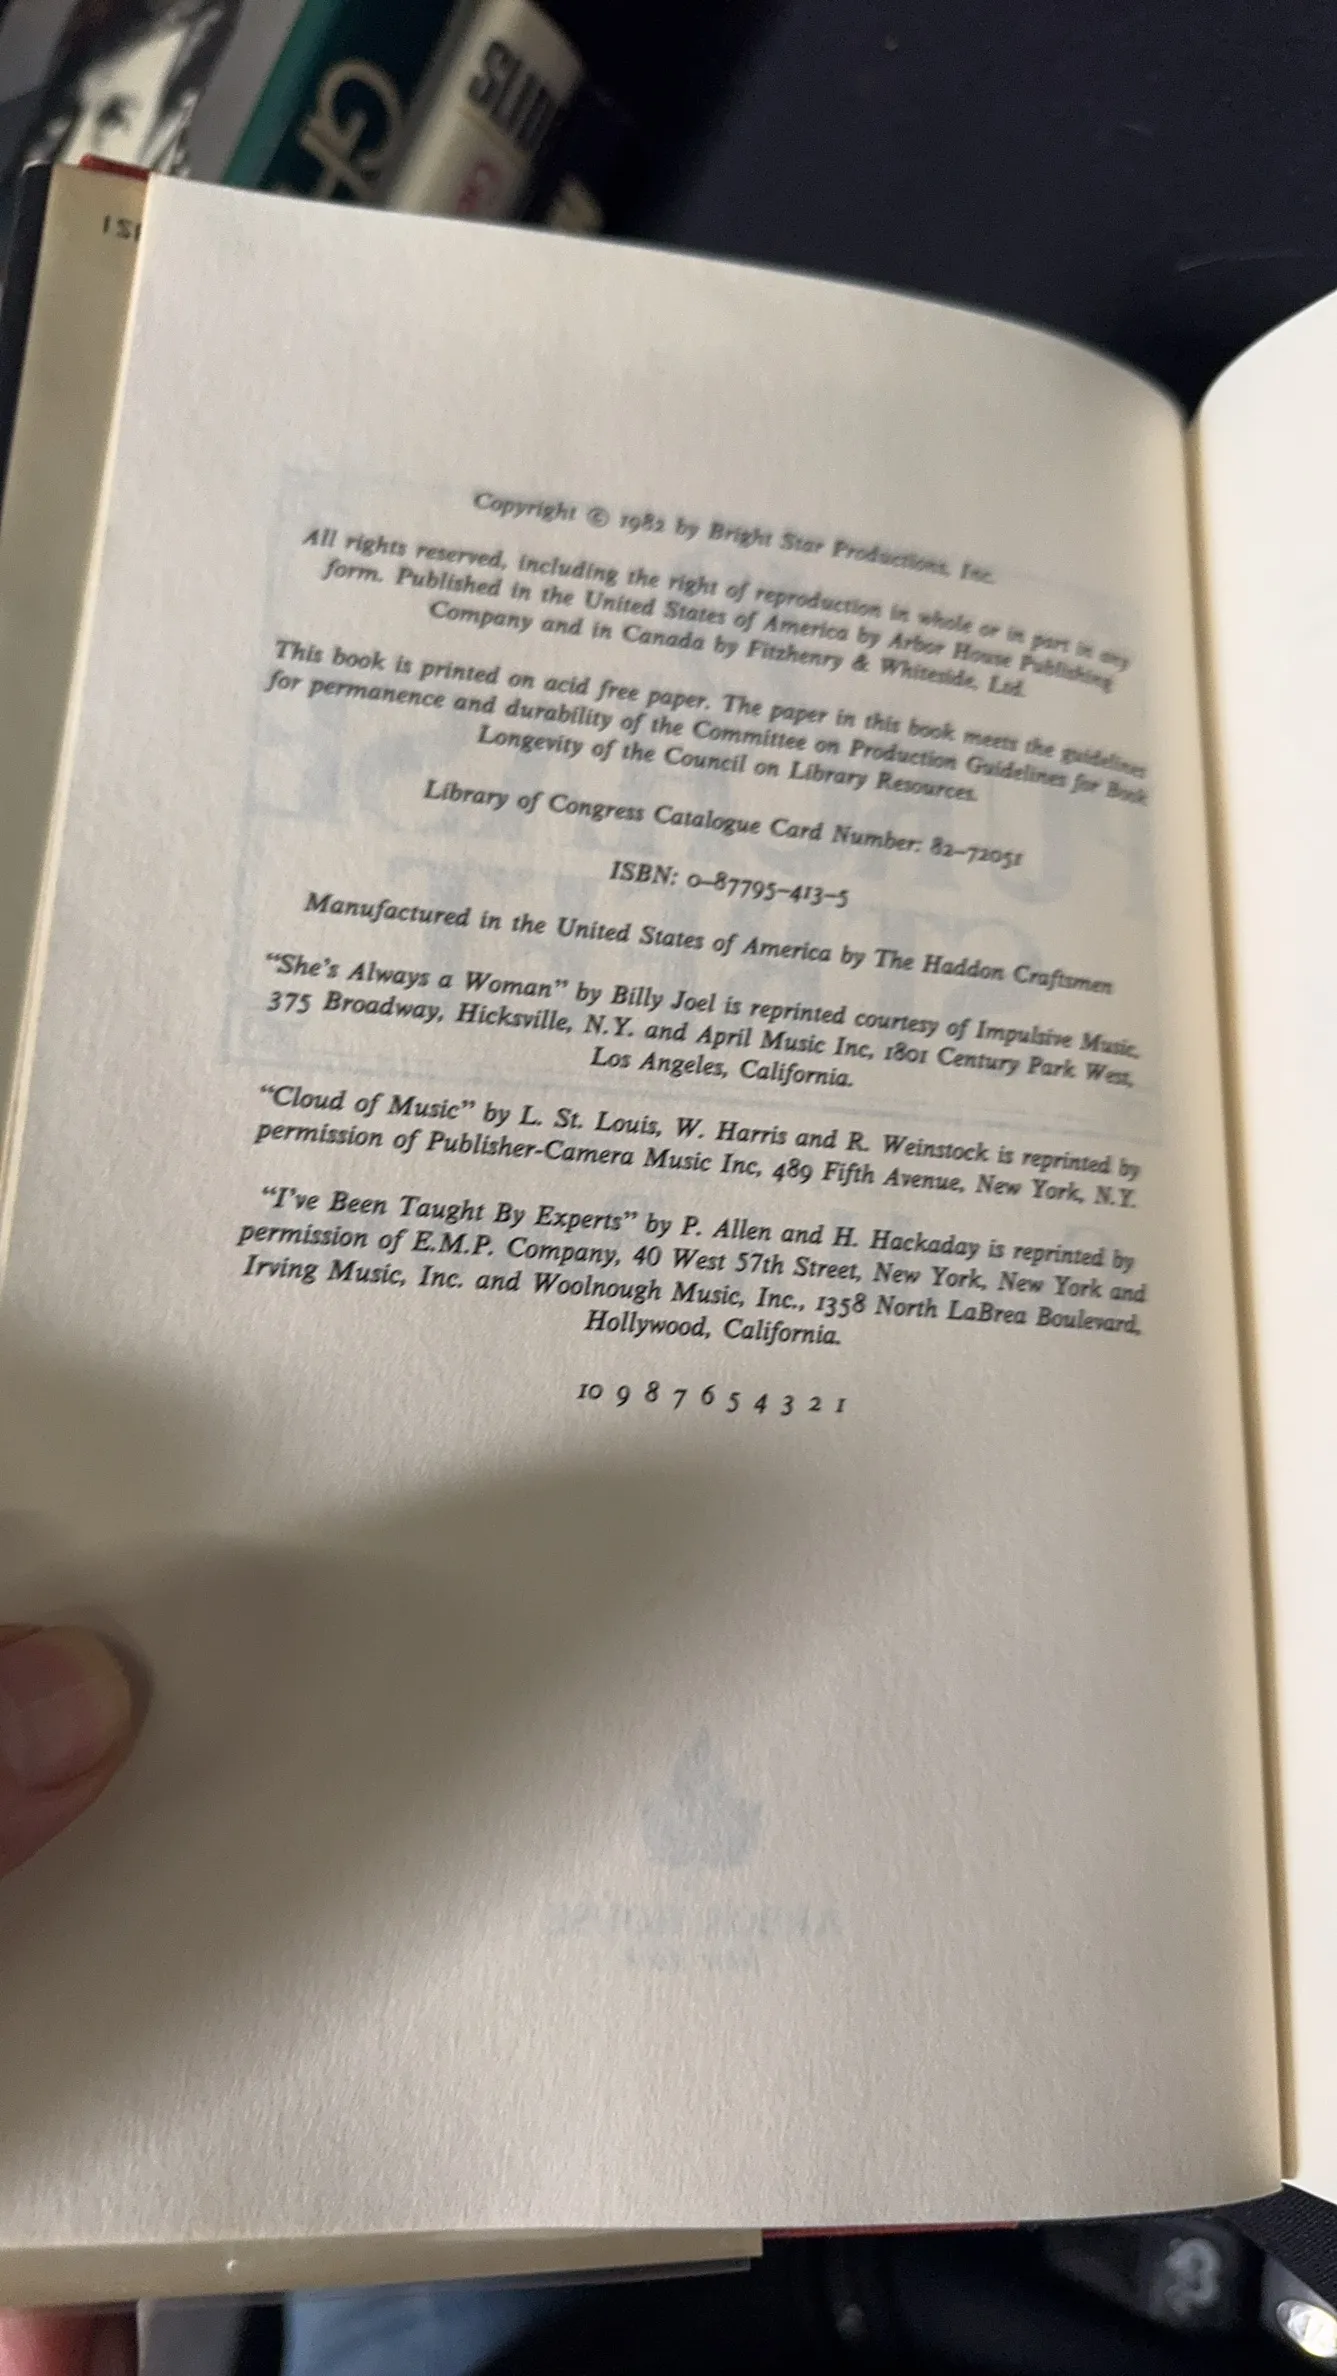 SLID
ISB
Copyright © 1982 by Bright Star Productions, Inc.
All rights reserved, including the right of reproduction in whole or in part in any
form. Published in the United States of America by Arbor House Publishing
Company and in Canada by Fitzhenry & Whiteside, Ltd.
This book is printed on acid free paper. The paper in this book meets the guidelines
for permanence and durability of the Committee on Production Guidelines for Book
Longevity of the Council on Library Resources.
Library of Congress Catalogue Card Number: 82–72051
ISBN: 0–87795–413–5
Manufactured in the United States of America by The Haddon Craftsmen
“She’s Always a Woman” by Billy Joel is reprinted courtesy of Impulsive Music,
375 Broadway, Hicksville, N.Y. and April Music Inc, 1801 Century Park West,
Los Angeles, California.
“Cloud of Music” by L. St. Louis, W. Harris and R. Weinstock is reprinted by
permission of Publisher-Camera Music Inc, 489 Fifth Avenue, New York, N.Y.
“I’ve Been Taught By Experts” by P. Allen and H. Hackaday is reprinted by
permission of E.M.P. Company, 40 West 57th Street, New York, New York and
Irving Music, Inc. and Woolnough Music, Inc., 1358 North LaBrea Boulevard,
Hollywood, California.
10 9 8 7 6 5 4 3 2 1